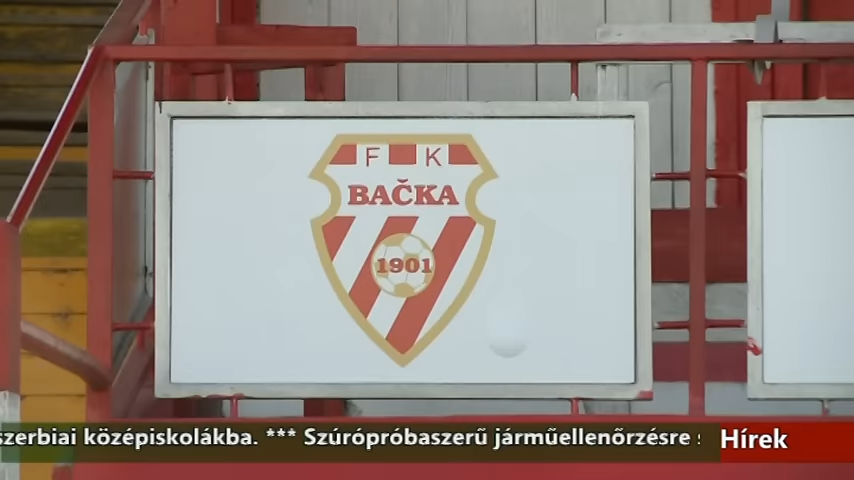 F K
BAČKA
1901
szerbiai középiskolákba. *** Szúrópróbaszerű járműellenőrzésre
Hírek